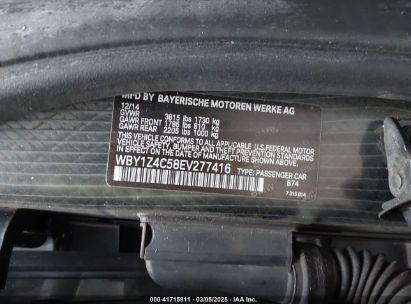 MFD BY BAYERISCHE MOTOREN WERKE AG
12/14
GVWR 3815 lbs 1730 kg
GAWR FRONT 1786 lbs 810 kg
GAWR REAR 2205 lbs 1000 kg
THIS VEHICLE CONFORMS TO ALL APPLICABLE U.S. FEDERAL MOTOR
VEHICLE SAFETY, BUMPER, AND THEFT PREVENTION STANDARDS IN
EFFECT ON THE DATE OF MANUFACTURE SHOWN ABOVE.
WBY1Z4C58EV277416 TYPE: PASSENGER CAR
B74
000-41715811 - 03/05/2025 - IAA Inc.